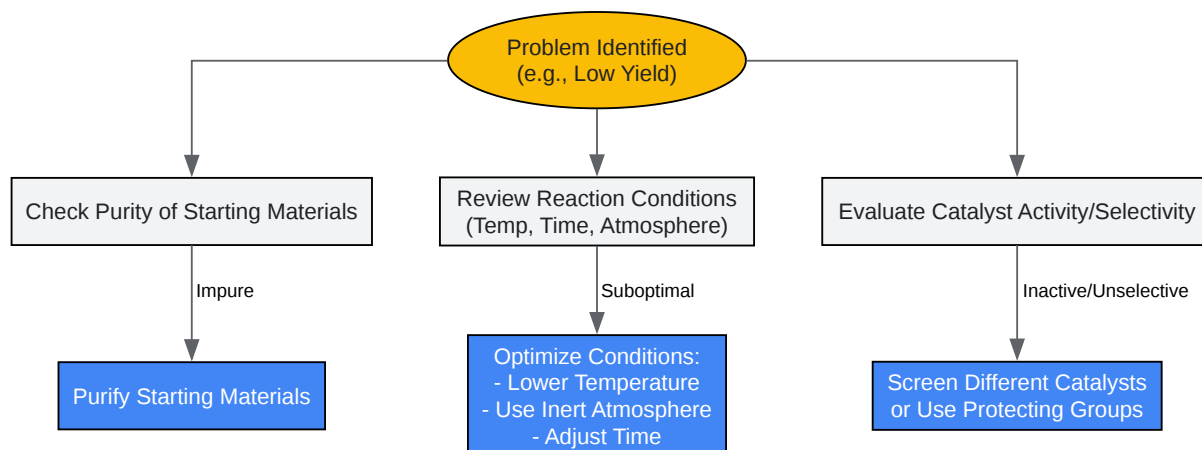 Problem Identified
(e.g., Low Yield)
Check Purity of Starting Materials
Review Reaction Conditions
(Temp, Time, Atmosphere)
Evaluate Catalyst Activity/Selectivity
Impure
Suboptimal
Inactive/Unselective
Purify Starting Materials
Optimize Conditions:
- Lower Temperature
- Use Inert Atmosphere
- Adjust Time
Screen Different Catalysts
or Use Protecting Groups